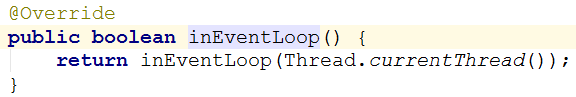 @Override
public boolean inEventLoop() {
    return inEventLoop(Thread.currentThread());
}